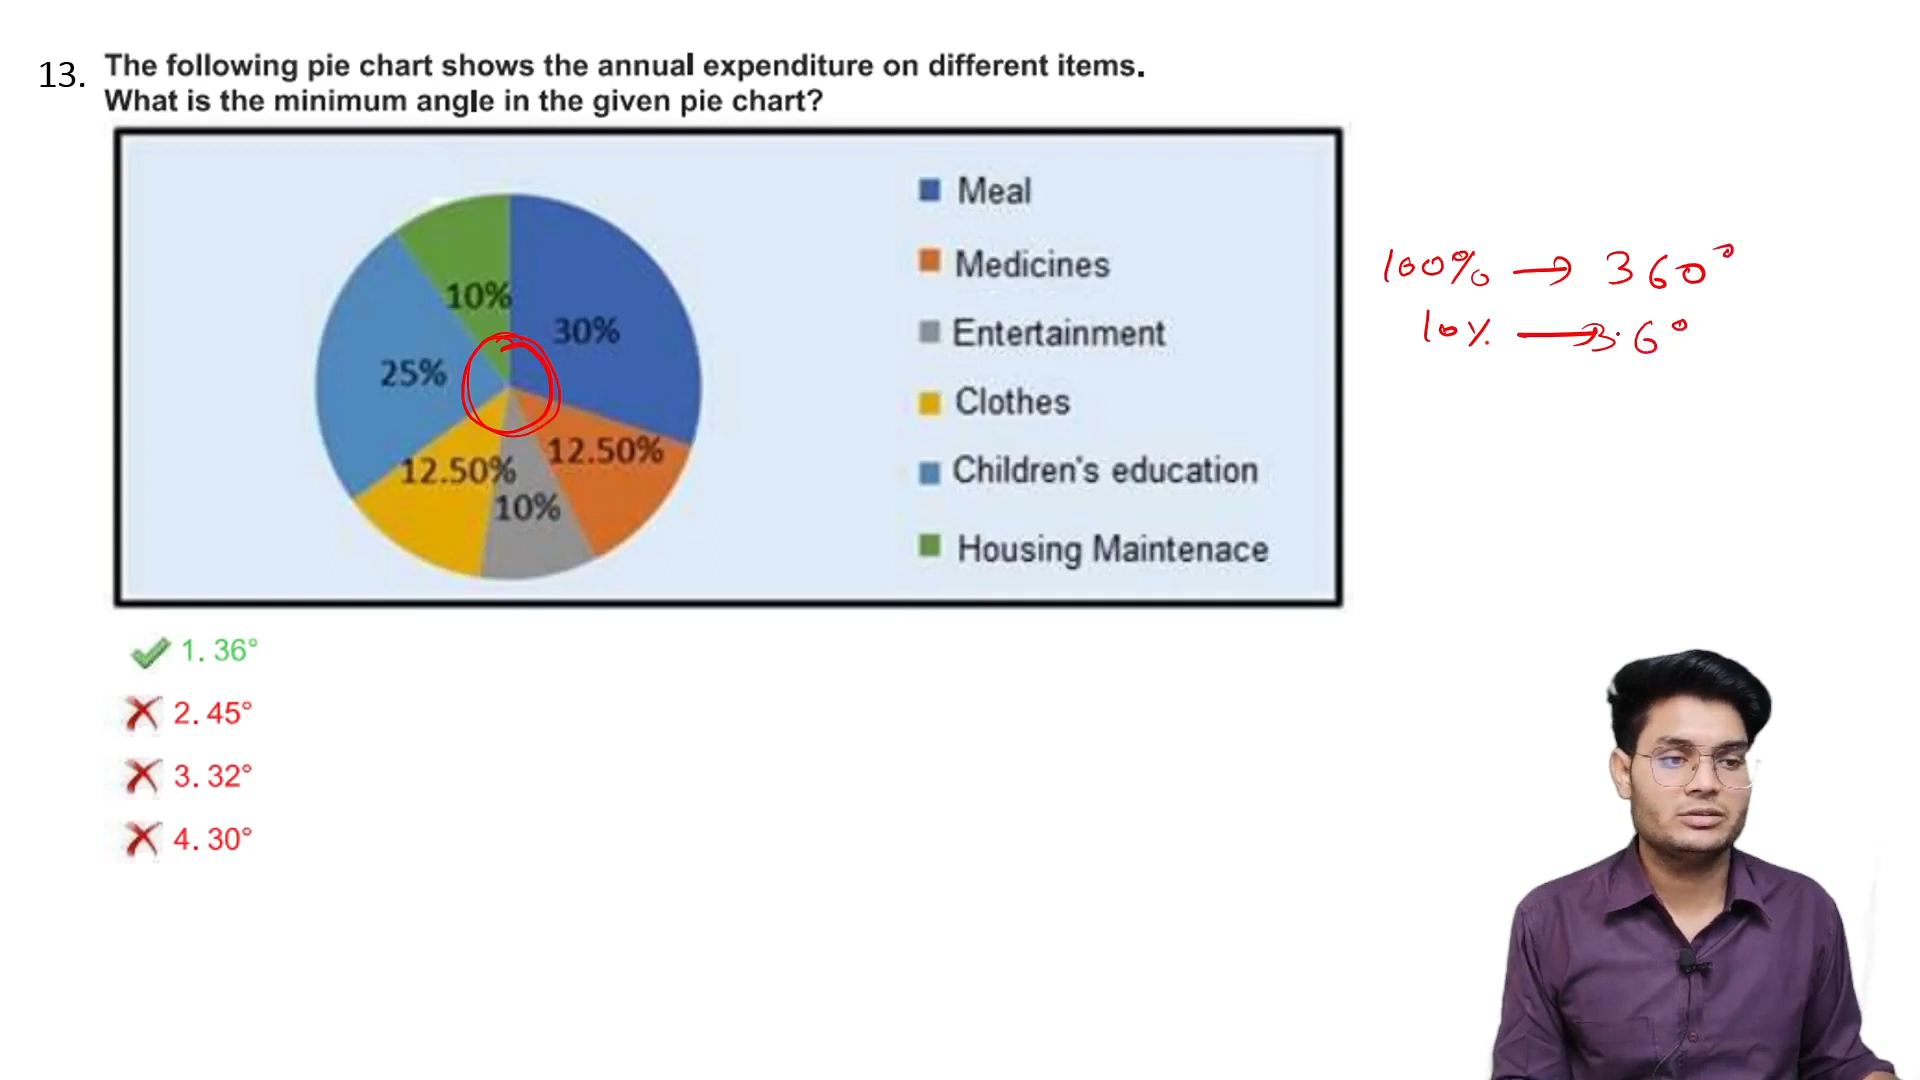 13. The following pie chart shows the annual expenditure on different items.
What is the minimum angle in the given pie chart?
10%
30%
25%
12.50%
12.50%
10%
Meal
Medicines
Entertainment
Clothes
Children's education
Housing Maintenace
100% → 360°
10% → 3.6°
1. 36°
2. 45°
3. 32°
4. 30°